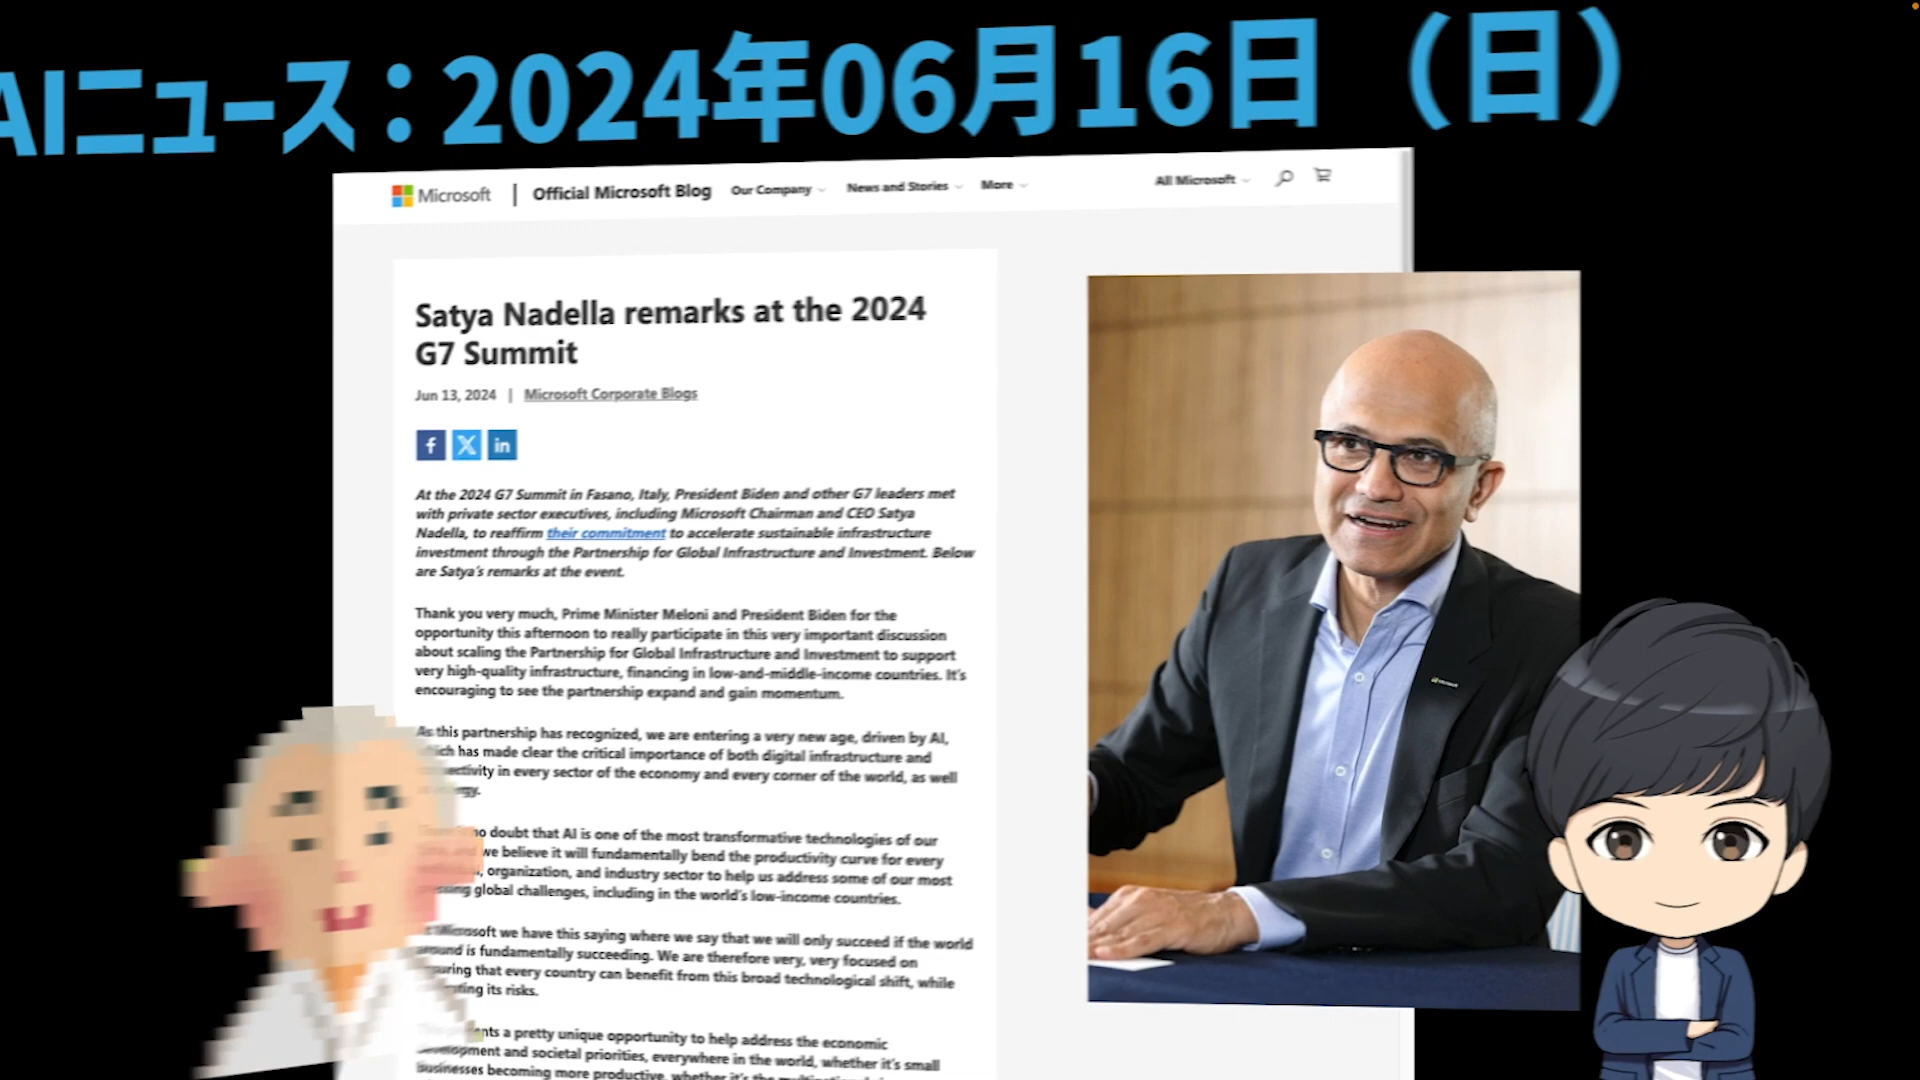 AIニュース：2024年06月16日（日）
Microsoft | Official Microsoft Blog Our Company News and Stories More All Microsoft
Satya Nadella remarks at the 2024
G7 Summit
Jun 13, 2024 | Microsoft Corporate Blogs
f X in
At the 2024 G7 Summit in Fasano, Italy, President Biden and other G7 leaders met
with private sector executives, including Microsoft Chairman and CEO Satya
Nadella, to reaffirm their commitment to accelerate sustainable infrastructure
investment through the Partnership for Global Infrastructure and Investment. Below
are Satya's remarks at the event.
Thank you very much, Prime Minister Meloni and President Biden for the
opportunity this afternoon to really participate in this very important discussion
about scaling the Partnership for Global Infrastructure and Investment to support
very high-quality infrastructure, financing in low-and-middle-income countries. It's
encouraging to see the partnership expand and gain momentum.
As this partnership has recognized, we are entering a very new age, driven by AI,
has made clear the critical importance of both digital infrastructure and
in every sector of the economy and every corner of the world, as well
no doubt that AI is one of the most transformative technologies of our
we believe it will fundamentally bend the productivity curve for every
organization, and industry sector to help us address some of our most
global challenges, including in the world's low-income countries.
Microsoft we have this saying where we say that we will only succeed if the world
around is fundamentally succeeding. We are therefore very, very focused on
that every country can benefit from this broad technological shift, while
its risks.
a pretty unique opportunity to help address the economic
and societal priorities, everywhere in the world, whether it's small
businesses becoming more productive, whether it's the